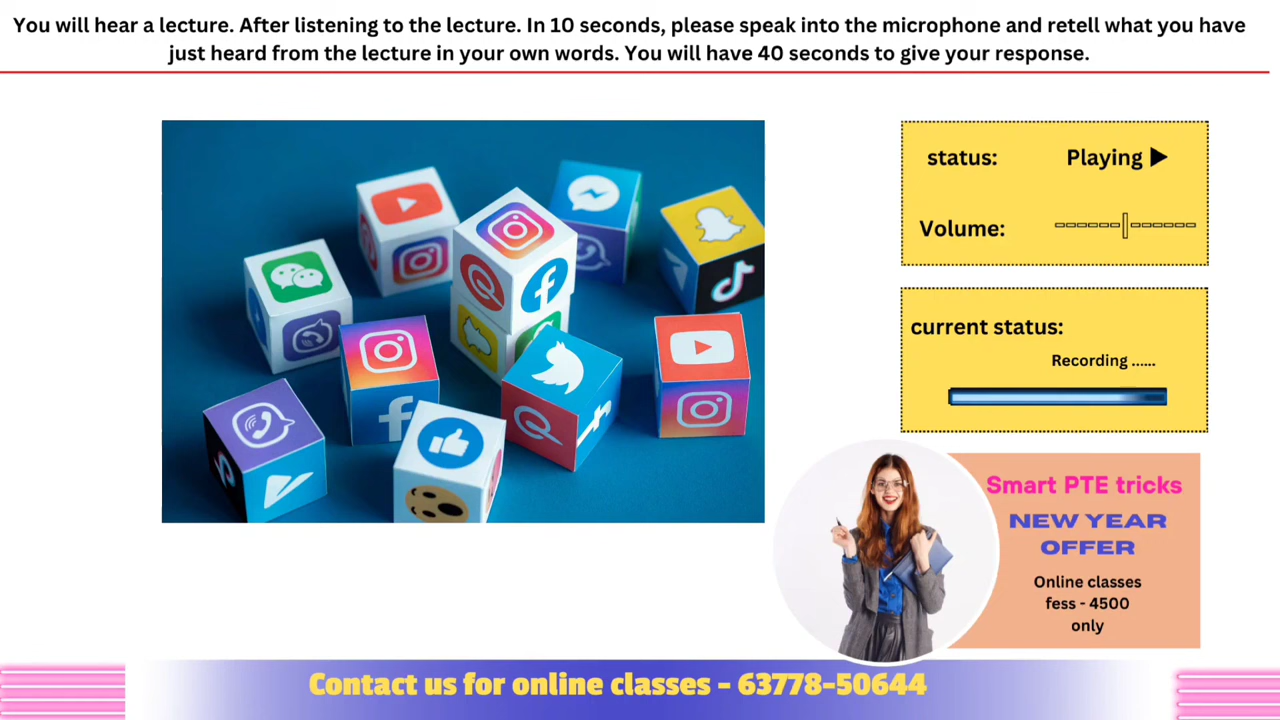 You will hear a lecture. After listening to the lecture. In 10 seconds, please speak into the microphone and retell what you have
just heard from the lecture in your own words. You will have 40 seconds to give your response.
status: Playing
Volume:
current status:
Recording ......
Smart PTE tricks
NEW YEAR
OFFER
Online classes
fess - 4500
only
Contact us for online classes - 63778-50644